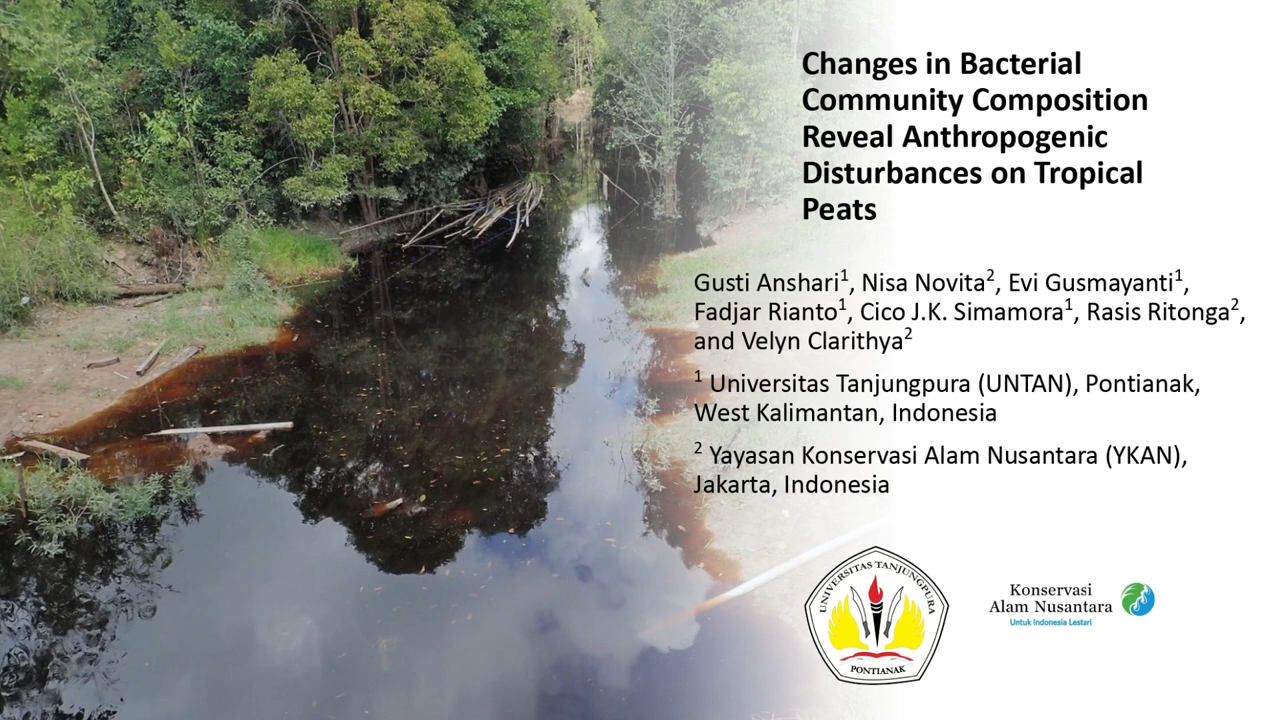 Changes in Bacterial
Community Composition
Reveal Anthropogenic
Disturbances on Tropical
Peats
Gusti Anshari¹, Nisa Novita², Evi Gusmayanti¹,
Fadjar Rianto¹, Cico J.K. Simamora¹, Rasis Ritonga²,
and Velyn Clarithya²
¹ Universitas Tanjungpura (UNTAN), Pontianak,
West Kalimantan, Indonesia
² Yayasan Konservasi Alam Nusantara (YKAN),
Jakarta, Indonesia
UNIVERSITAS TANJUNGPURA
PONTIANAK
Konservasi
Alam Nusantara
Untuk Indonesia Lestari